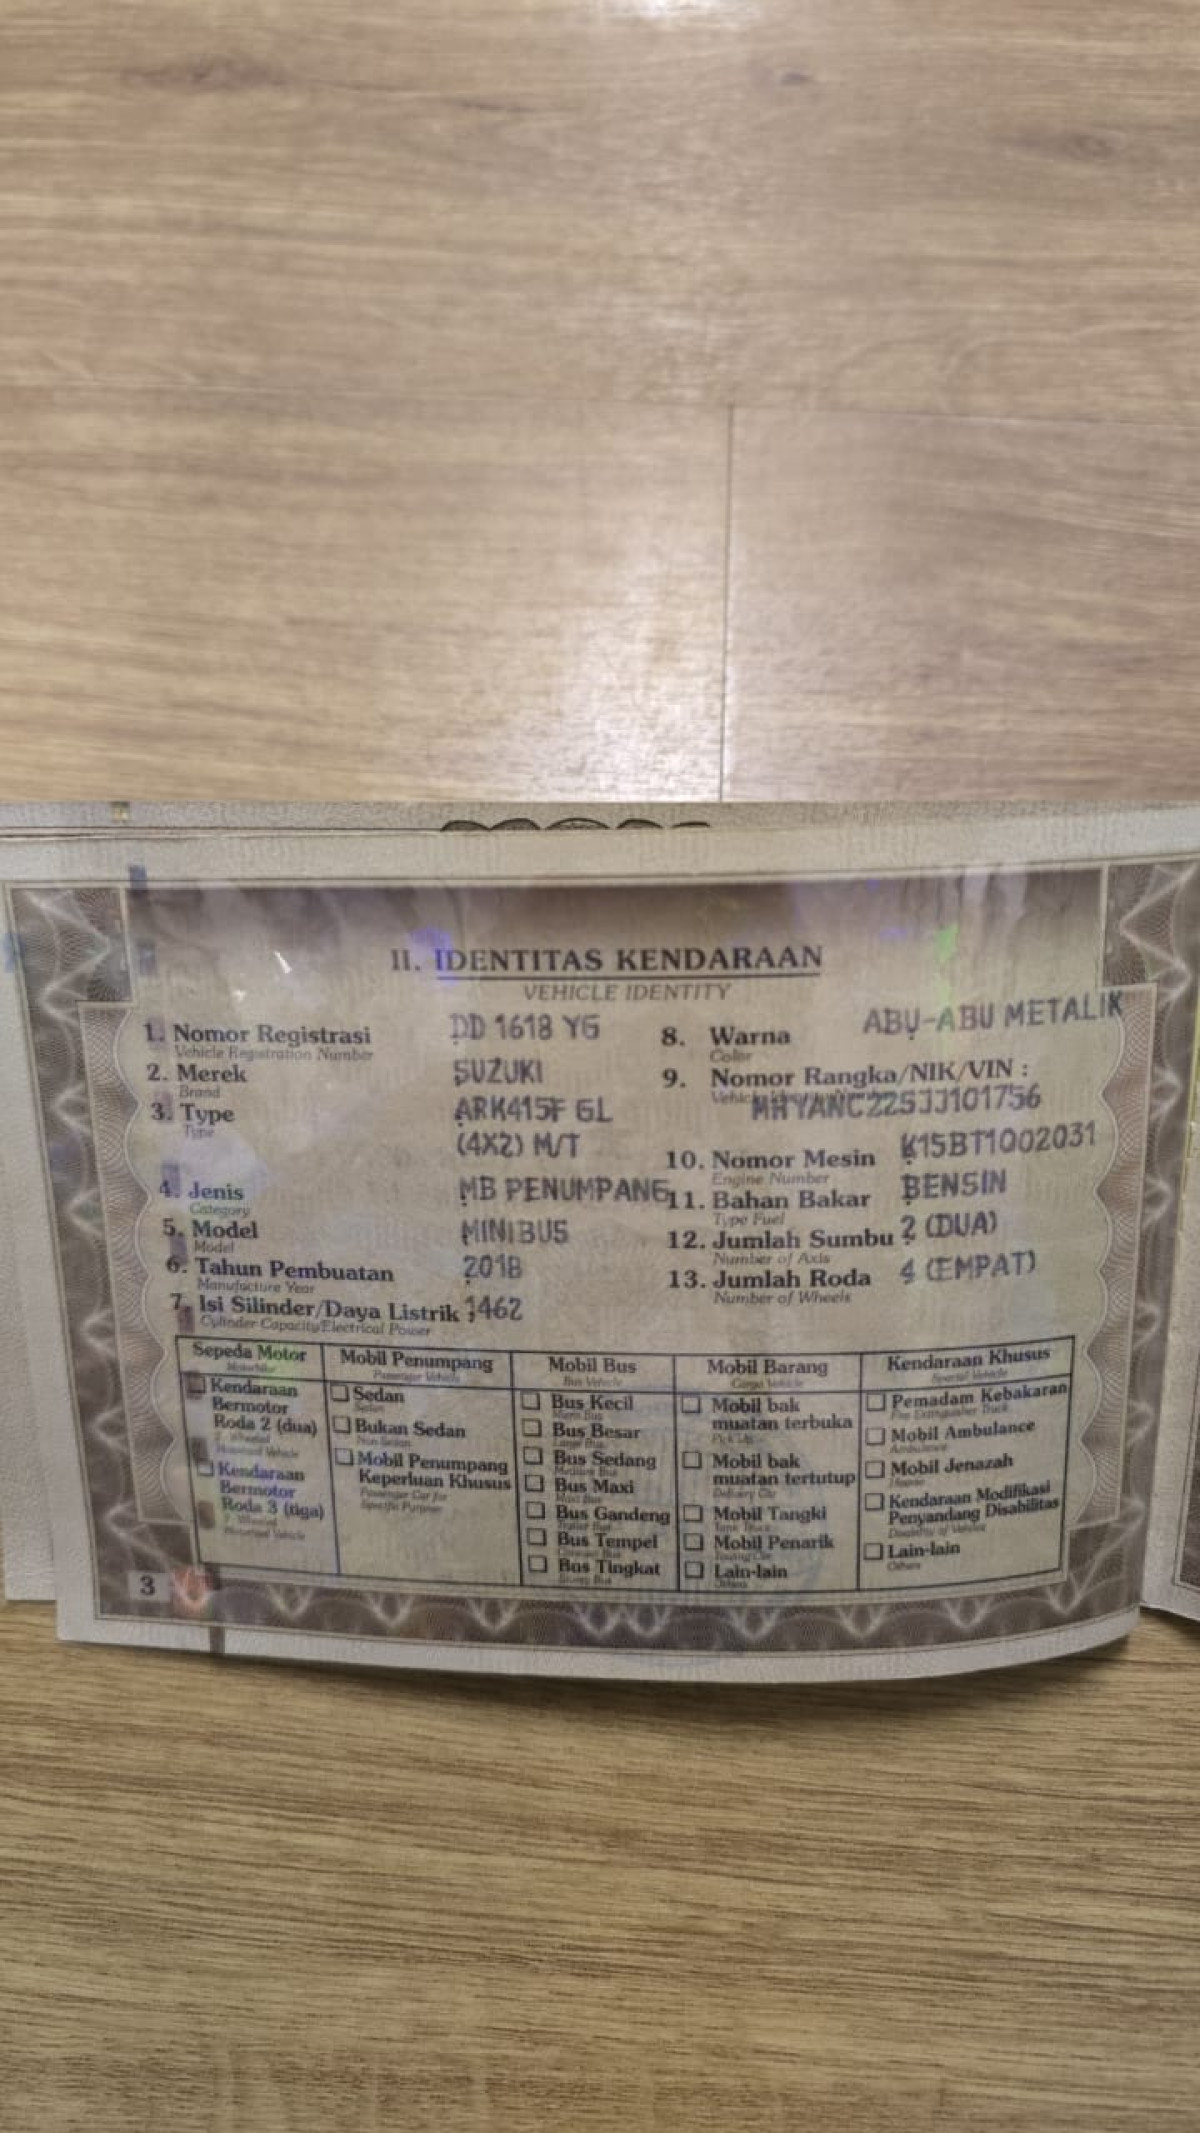 II. IDENTITAS KENDARAAN
VEHICLE IDENTITY
1. Nomor Registrasi DD 1618 YG
Vehicle Registration Number
2. Merek SUZUKI
Brand
3. Type ARK415F GL
Type (4X2) M/T
4. Jenis MB PENUMPANG
Category
5. Model MINIBUS
Model
6. Tahun Pembuatan 2018
Manufacture Year
7. Isi Silinder/Daya Listrik : 1462
Cylinder Capacity/Electrical Power
8. Warna ABU-ABU METALIK
Color
9. Nomor Rangka/NIK/VIN :
MHYANC22SJJ101756
10. Nomor Mesin K15BT1002031
Engine Number
11. Bahan Bakar BENSIN
Type Fuel
12. Jumlah Sumbu 2 (DUA)
Number of Axis
13. Jumlah Roda 4 (EMPAT)
Number of Wheels
Sepeda Motor
Kendaraan
Bermotor
Roda 2 (dua)
Kendaraan
Bermotor
Roda 3 (tiga)
Mobil Penumpang
Passenger Vehicle
Sedan
Sedan
Bukan Sedan
Non Sedan
Mobil Penumpang
Keperluan Khusus
Passenger Car for
Specific Purpose
Mobil Bus
Bus Vehicle
Bus Kecil
Bus Besar
Bus Sedang
Bus Maxi
Bus Gandeng
Bus Tempel
Bus Tingkat
Mobil Barang
Cargo Vehicle
Mobil bak
muatan terbuka
Pick Up
Mobil bak
muatan tertutup
Mobil Tangki
Tank Truck
Mobil Penarik
Lain-lain
Others
Kendaraan Khusus
Special Vehicle
Pemadam Kebakaran
Fire Extinguisher Truck
Mobil Ambulance
Ambulance
Mobil Jenazah
Kendaraan Modifikasi
Penyandang Disabilitas
Disability of Vehicle
Lain-lain
Others
3